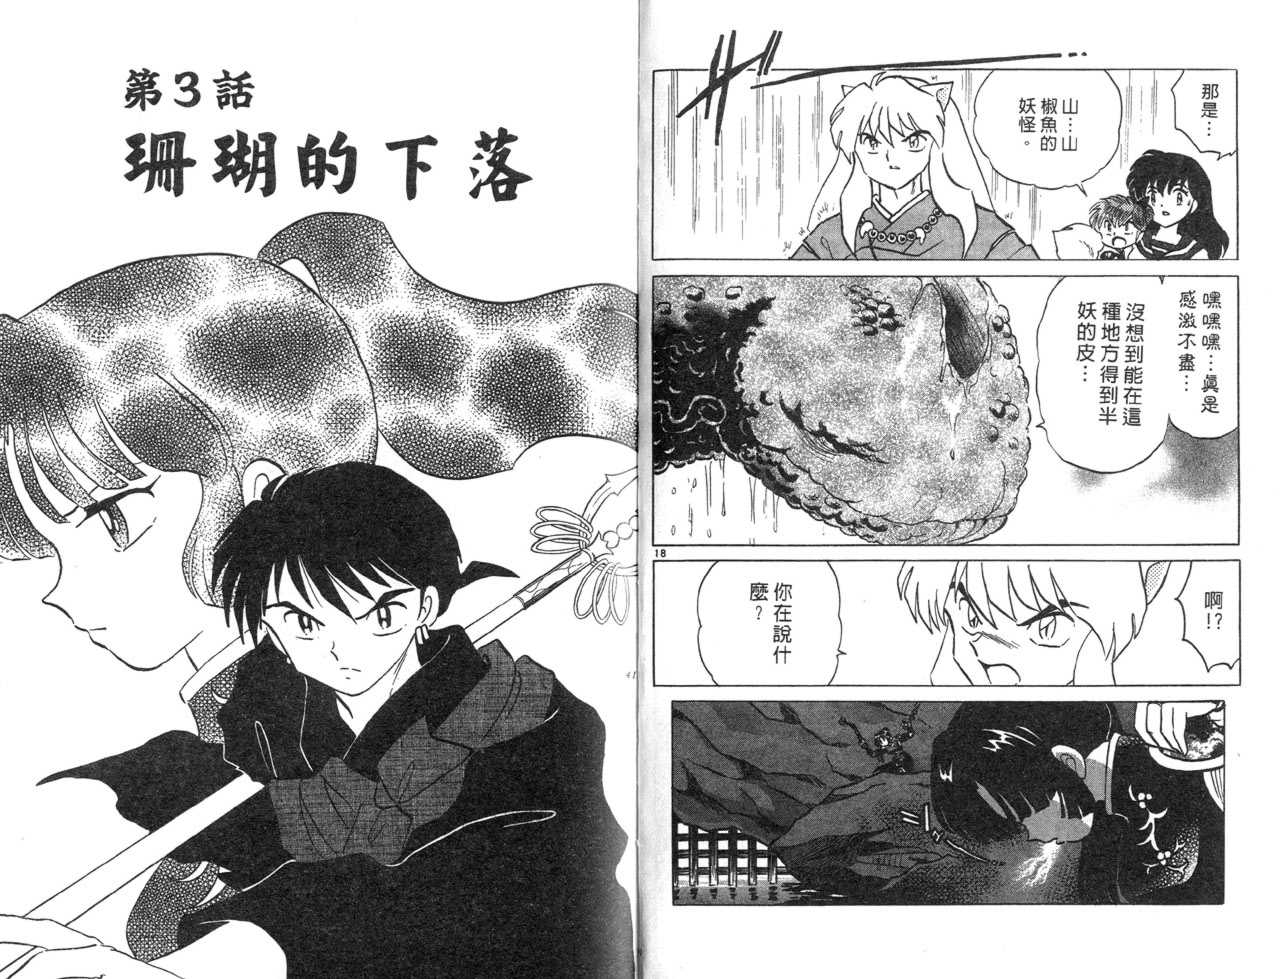 那是⋯
山⋯山
椒魚的
妖怪。
嘿嘿嘿⋯眞是
感激不盡⋯
沒想到能在這
種地方得到半
妖的皮⋯
18
啊!?
你在說什
麼?
第3話
珊瑚的下落